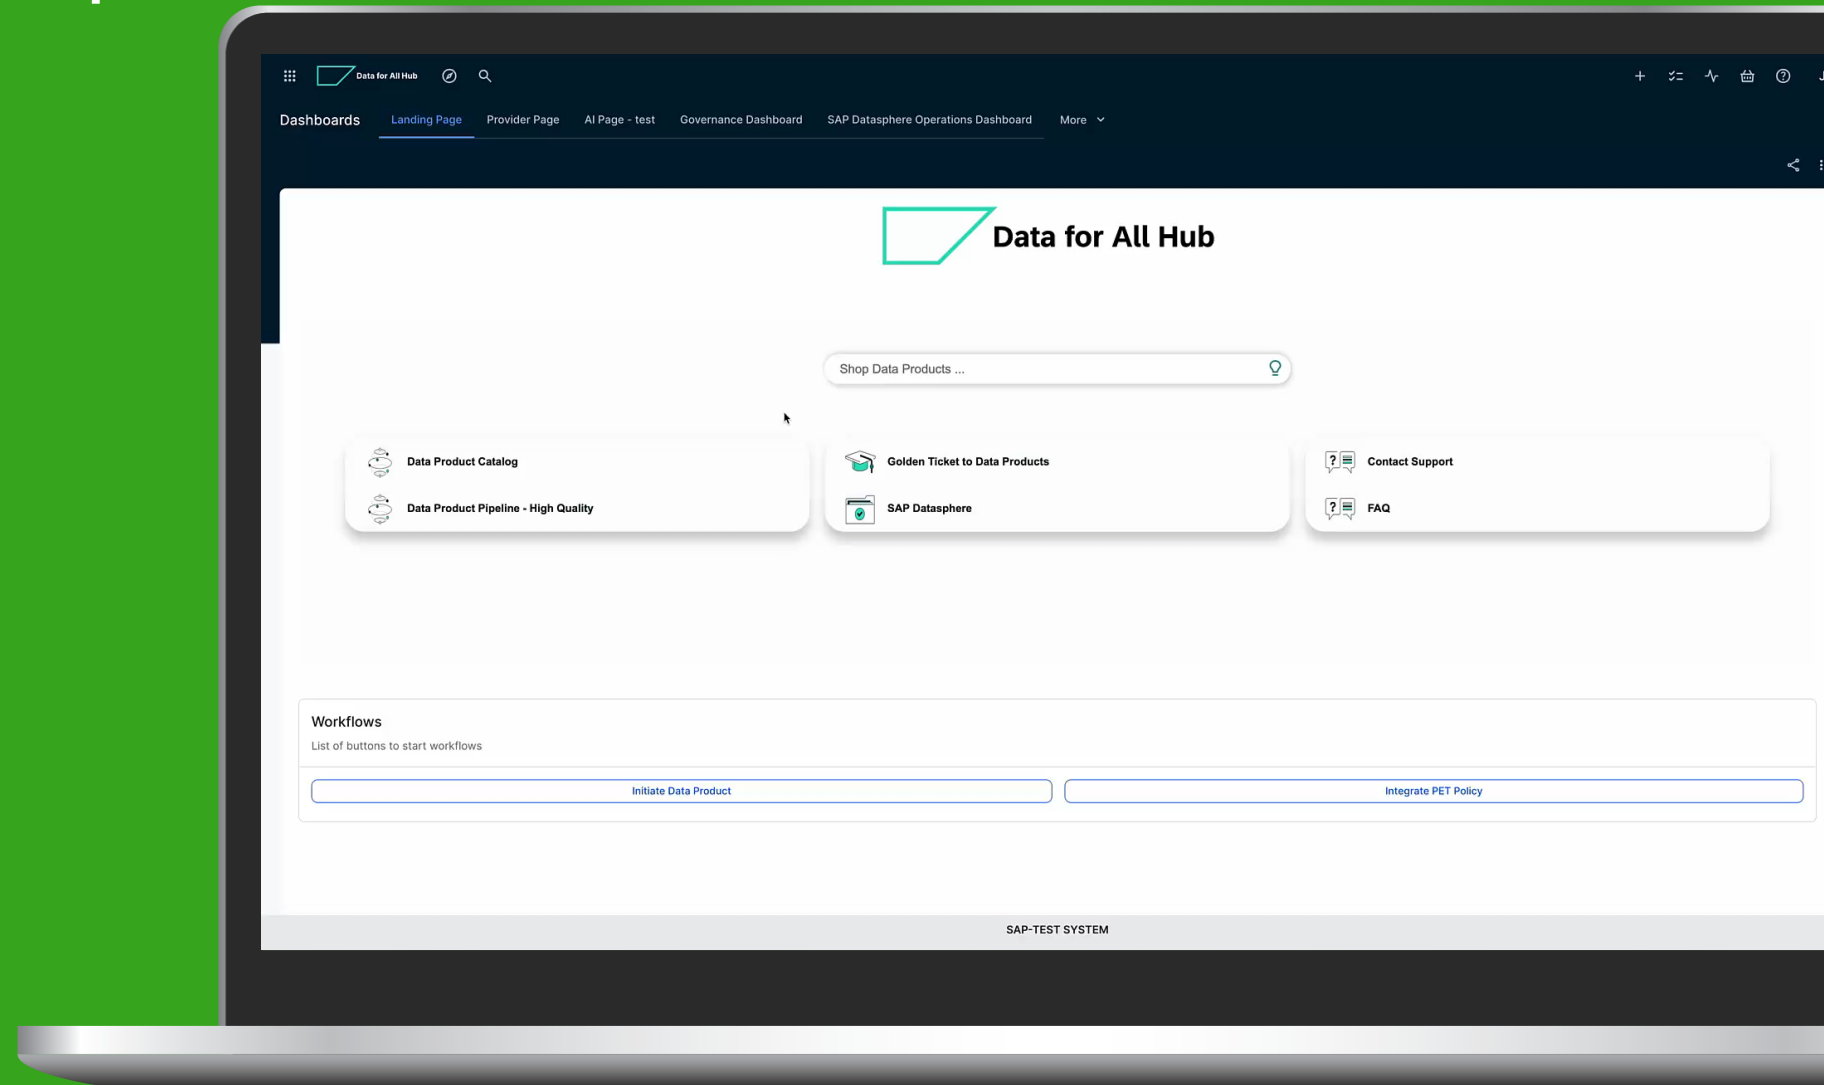 Data for All Hub
Dashboards Landing Page Provider Page AI Page - test Governance Dashboard SAP Datasphere Operations Dashboard More
Data for All Hub
Shop Data Products ...
Data Product Catalog
Data Product Pipeline - High Quality
Golden Ticket to Data Products
SAP Datasphere
Contact Support
FAQ
Workflows
List of buttons to start workflows
Initiate Data Product Integrate PET Policy
SAP-TEST SYSTEM